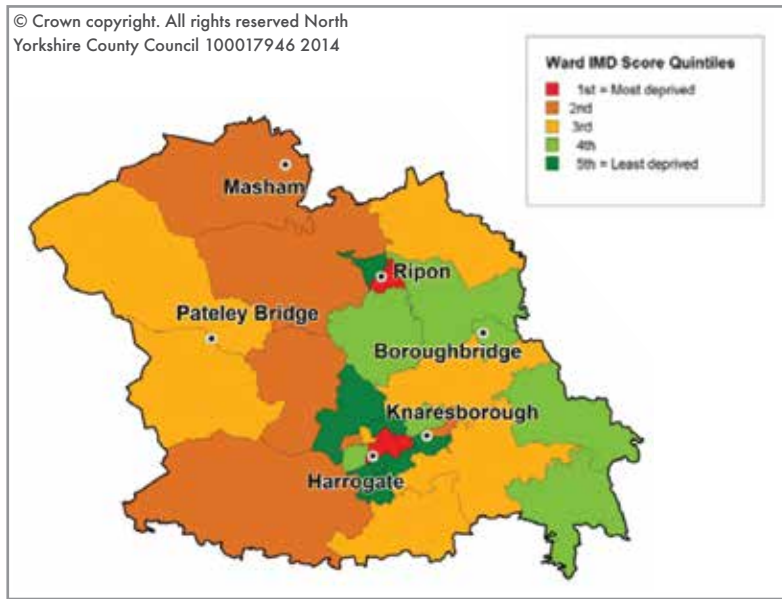 © Crown copyright. All rights reserved North
Yorkshire County Council 100017946 2014
Ward IMD Score Quintiles
1st = Most deprived
2nd
3rd
4th
5th = Least deprived
Masham
Ripon
Pateley Bridge
Boroughbridge
Knaresborough
Harrogate